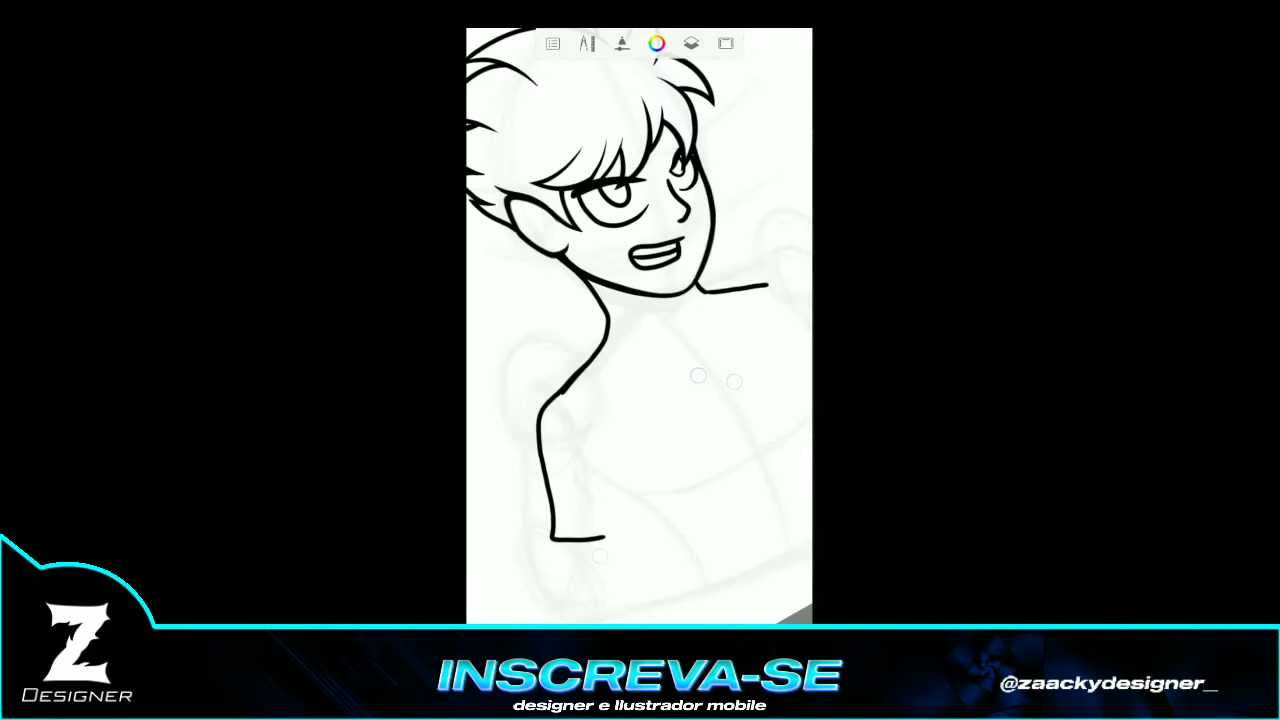 INSCREVA-SE
designer e Ilustrador mobile
@zaackydesigner_
Z
DESIGNER